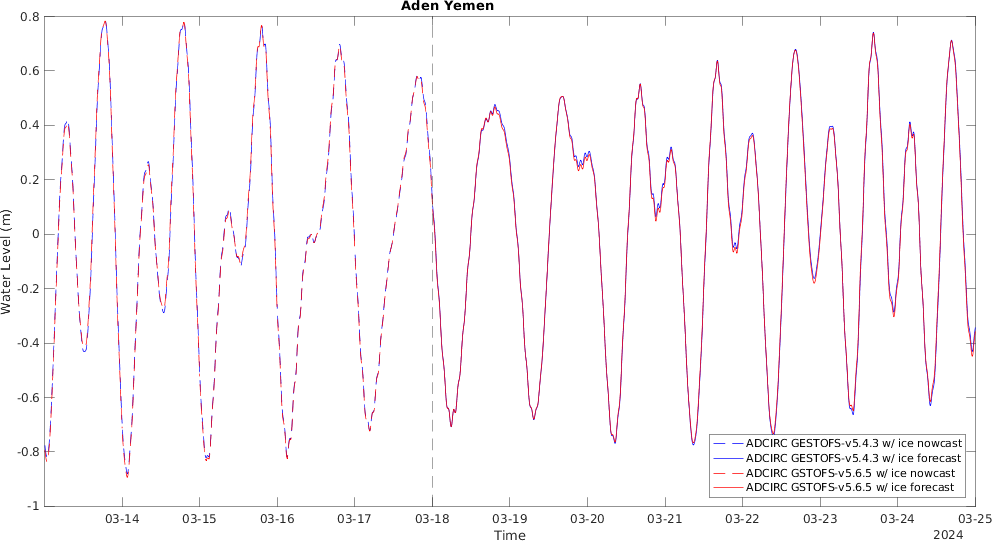 Aden Yemen
0.8
0.6
0.4
0.2
0
-0.2
-0.4
-0.6
-0.8
-1
Water Level (m)
ADCIRC GESTOFS-v5.4.3 w/ ice nowcast
ADCIRC GESTOFS-v5.4.3 w/ ice forecast
ADCIRC GSTOFS-v5.6.5 w/ ice nowcast
ADCIRC GSTOFS-v5.6.5 w/ ice forecast
03-14 03-15 03-16 03-17 03-18 03-19 03-20 03-21 03-22 03-23 03-24 03-25
Time
2024